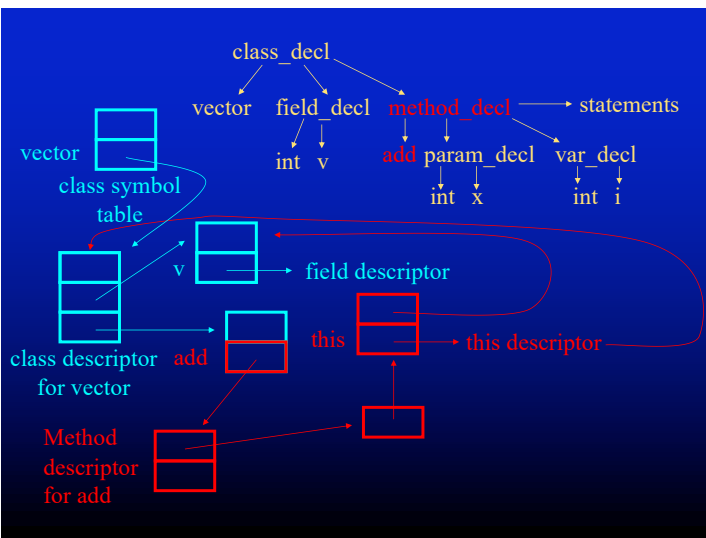 class_decl
vector field_decl method_decl statements
vector
int v
add param_decl var_decl
int x int i
class symbol
table
v
field descriptor
this
this descriptor
class descriptor
for vector
add
Method
descriptor
for add